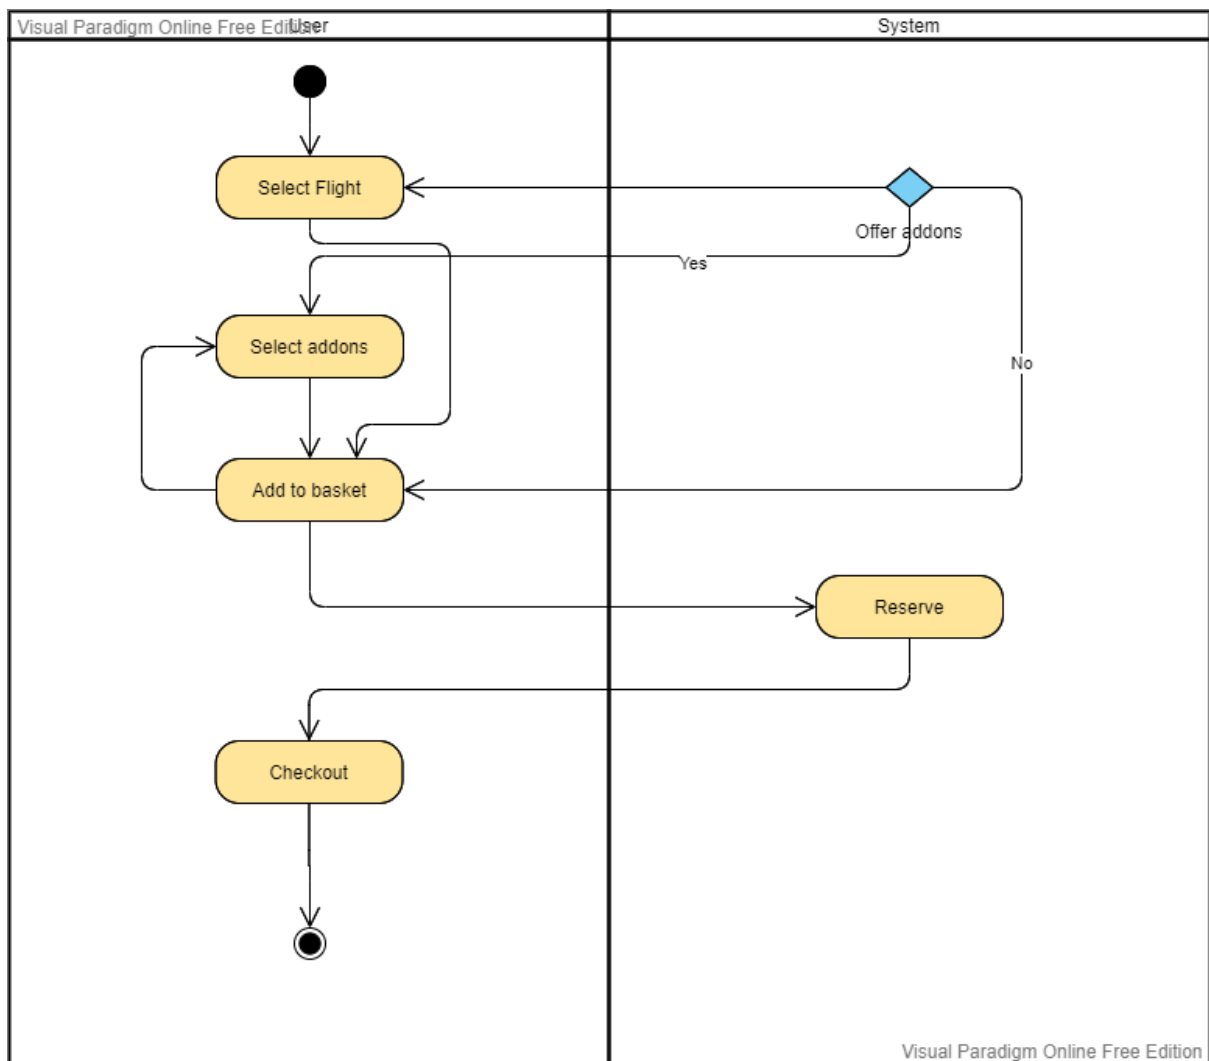 Visual Paradigm Online Free Edition
User
System
Select Flight
Offer addons
Yes
Select addons
No
Add to basket
Reserve
Checkout
Visual Paradigm Online Free Edition